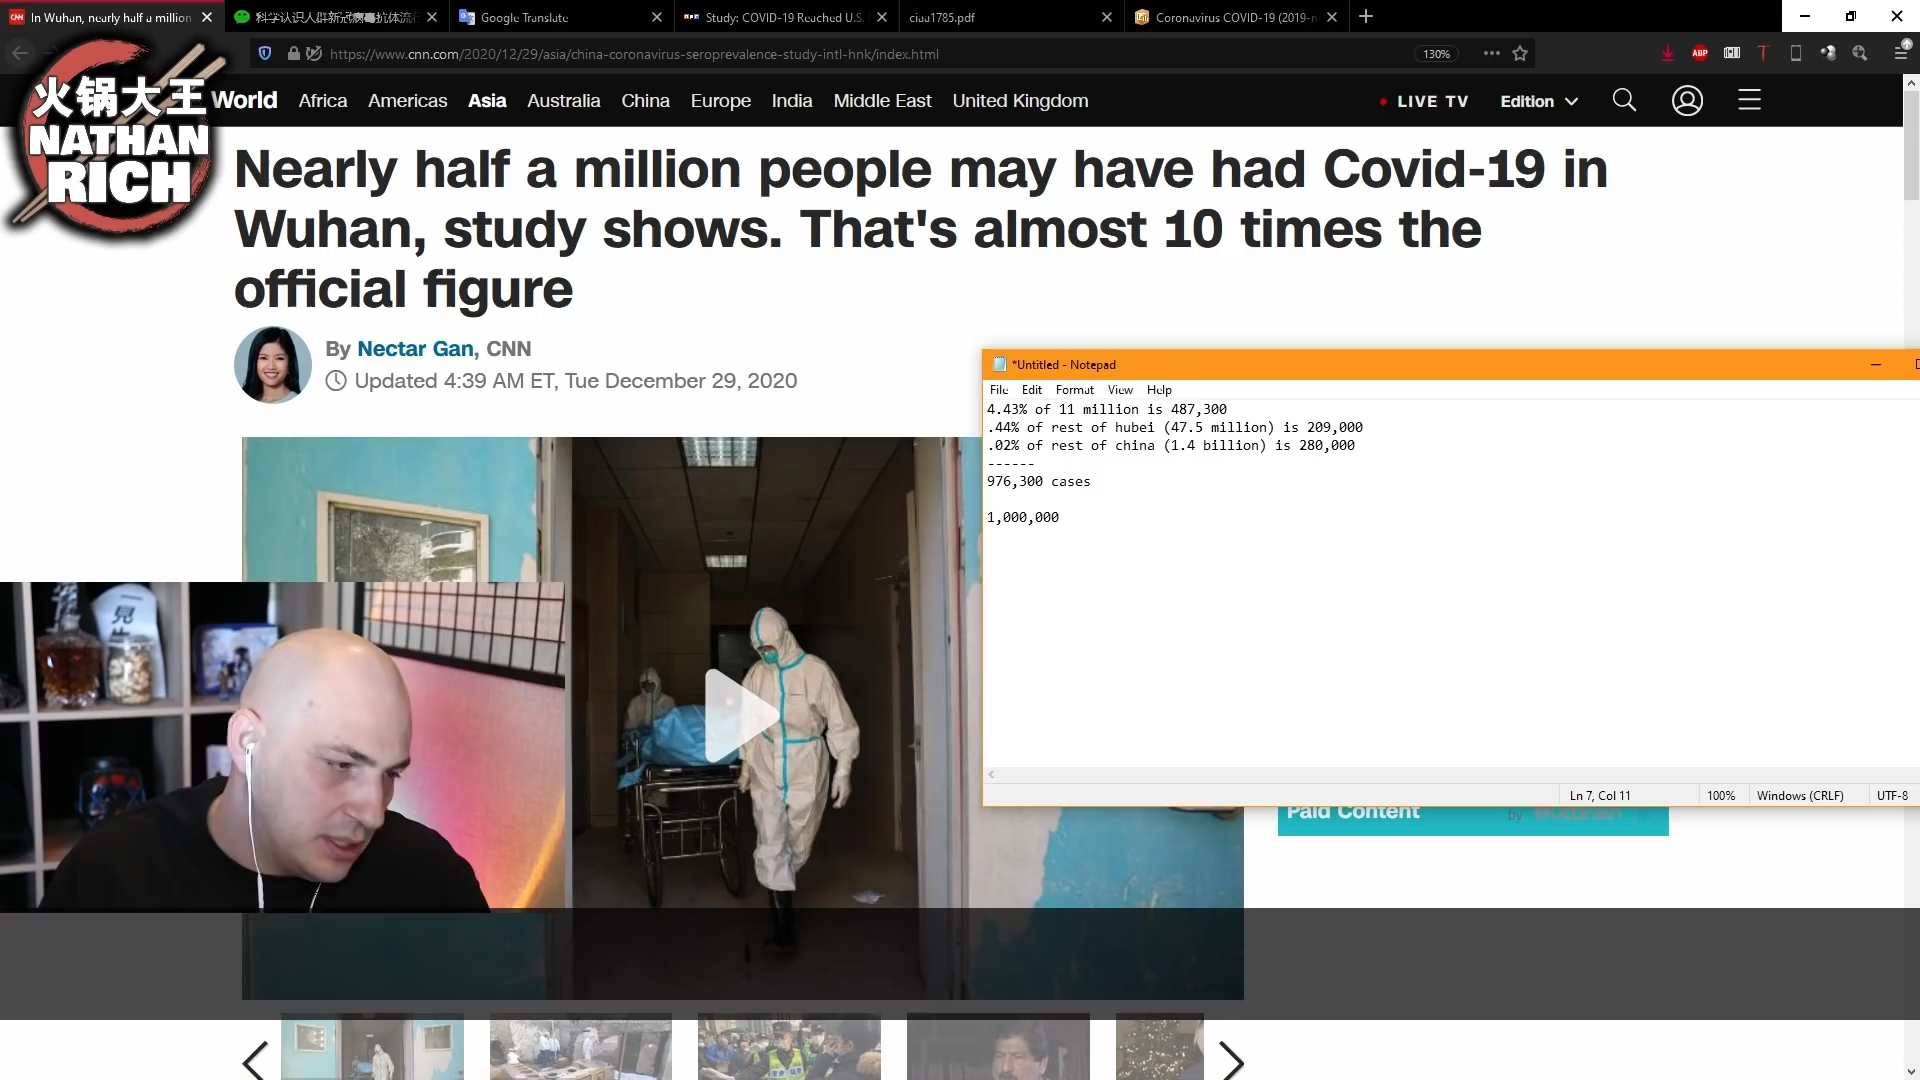 In Wuhan, nearly half a million
Google Translate
Study: COVID-19 Reached U.S.
ciaa1785.pdf
Coronavirus COVID-19 (2019-n
https://www.cnn.com/2020/12/29/asia/china-coronavirus-seroprevalence-study-intl-hnk/index.html
130%
ABP
火锅大王
NATHAN
RICH
World Africa Americas Asia Australia China Europe India Middle East United Kingdom
LIVE TV Edition
Nearly half a million people may have had Covid-19 in
Wuhan, study shows. That's almost 10 times the
official figure
By Nectar Gan, CNN
Updated 4:39 AM ET, Tue December 29, 2020
*Untitled - Notepad
File Edit Format View Help
4.43% of 11 million is 487,300
.44% of rest of hubei (47.5 million) is 209,000
.02% of rest of china (1.4 billion) is 280,000
------
976,300 cases
1,000,000
Ln 7, Col 11 100% Windows (CRLF) UTF-8
Paid Content by